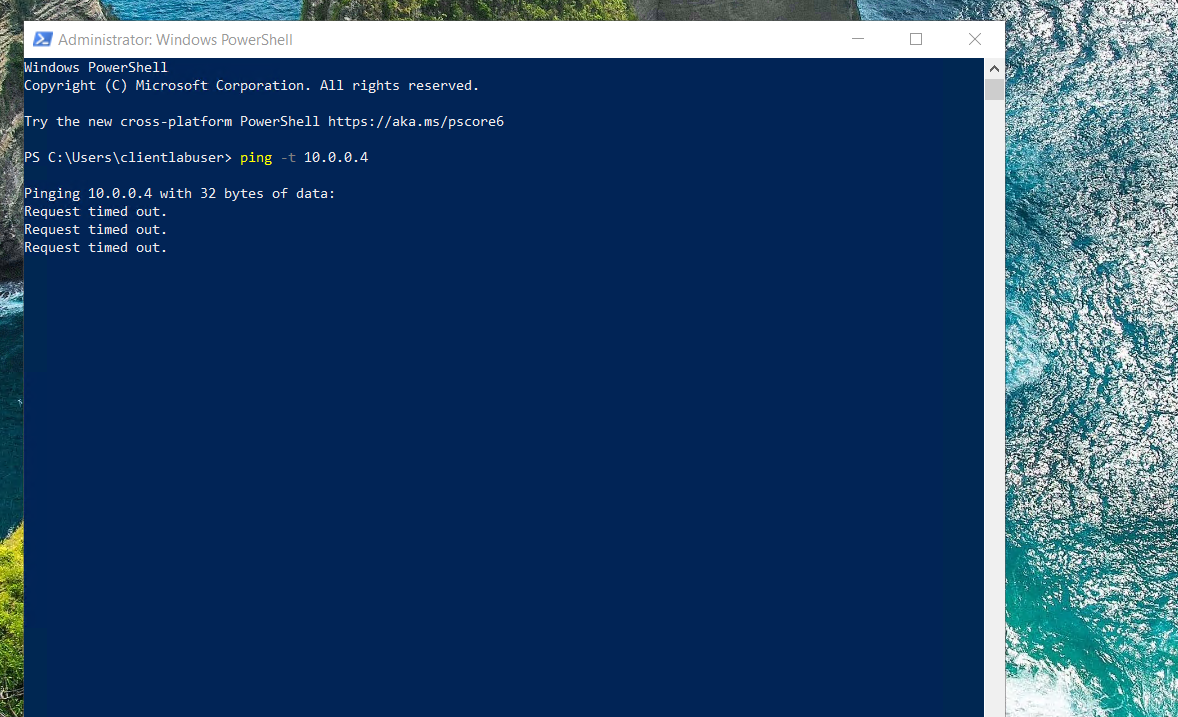 Administrator: Windows PowerShell
Windows PowerShell
Copyright (C) Microsoft Corporation. All rights reserved.
Try the new cross-platform PowerShell https://aka.ms/pscore6
PS C:\Users\clientlabuser> ping -t 10.0.0.4
Pinging 10.0.0.4 with 32 bytes of data:
Request timed out.
Request timed out.
Request timed out.